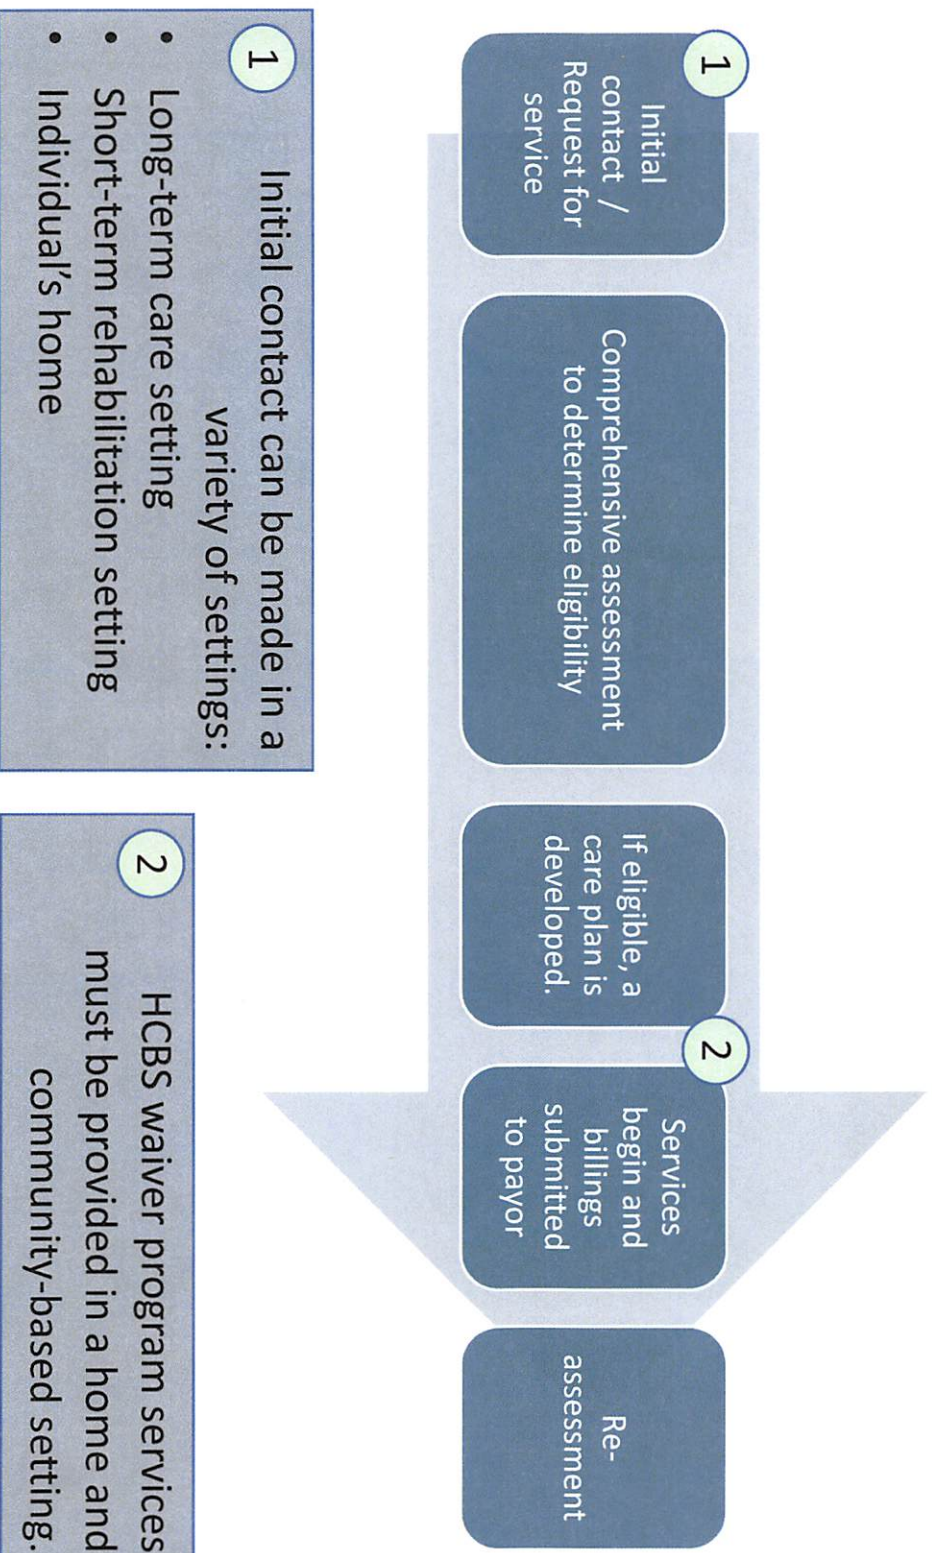 1
Initial
contact /
Request for
service
Comprehensive assessment
to determine eligibility
If eligible, a
care plan is
developed.
2
Services
begin and
billings
submitted
to payor
Re-
assessment
1
Initial contact can be made in a
variety of settings:
• Long-term care setting
• Short-term rehabilitation setting
• Individual's home
2
HCBS waiver program services
must be provided in a home and
community-based setting.